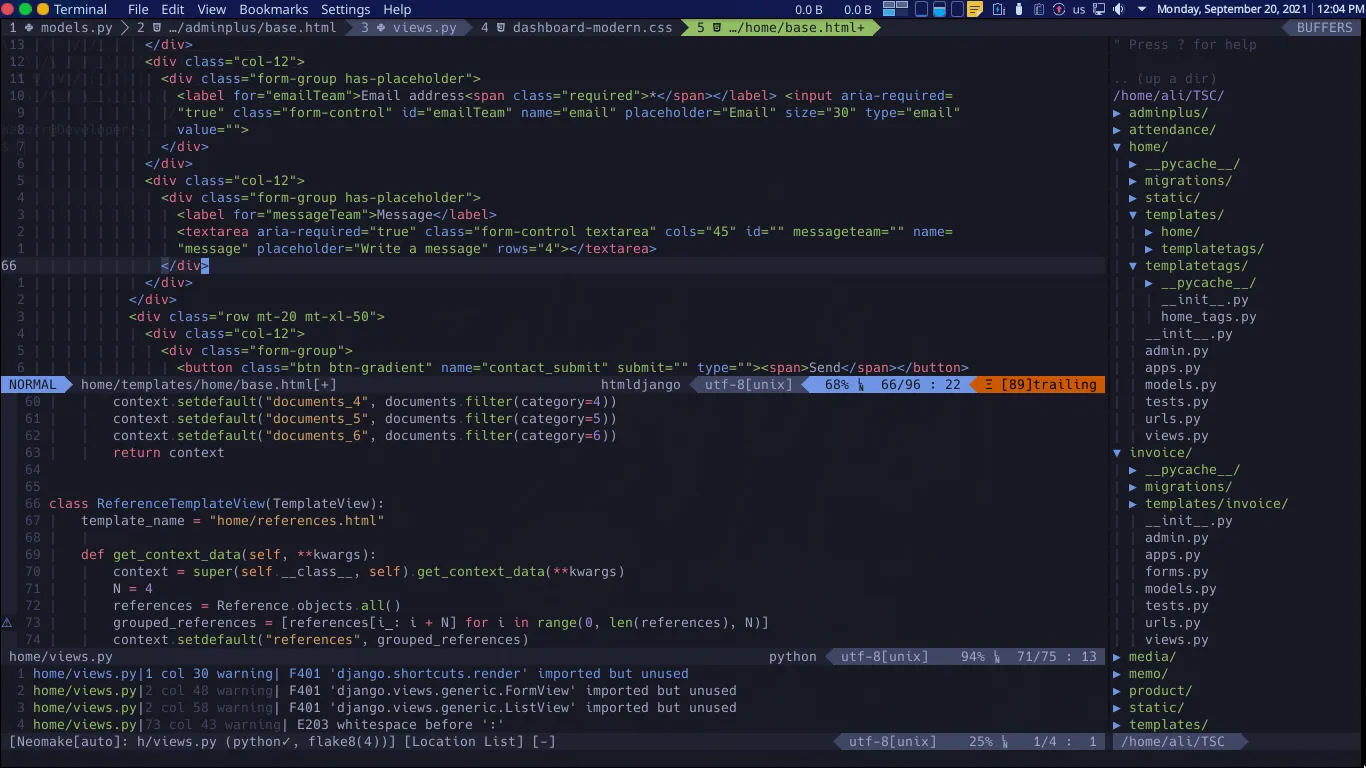 Terminal File Edit View Bookmarks Settings Help 0.0 B 0.0 B us Monday, September 20, 2021 12:04 PM
1 models.py 2 …/adminplus/base.html 3 views.py 4 dashboard-modern.css 5 …/home/base.html+ BUFFERS
13 </div>
12 <div class="col-12">
11 <div class="form-group has-placeholder">
10 <label for="emailTeam">Email address<span class="required">*</span></label> <input aria-required=
9 "true" class="form-control" id="emailTeam" name="email" placeholder="Email" size="30" type="email"
8 value="">
7 </div>
6 </div>
5 <div class="col-12">
4 <div class="form-group has-placeholder">
3 <label for="messageTeam">Message</label>
2 <textarea aria-required="true" class="form-control textarea" cols="45" id="" messageteam="" name=
1 "message" placeholder="Write a message" rows="4"></textarea>
66 </div>
1 </div>
2 </div>
3 <div class="row mt-20 mt-xl-50">
4 <div class="col-12">
5 <div class="form-group">
6 <button class="btn btn-gradient" name="contact_submit" submit="" type=""><span>Send</span></button>
NORMAL home/templates/home/base.html[+] htmldjango utf-8[unix] 68% 66/96 : 22 Ξ [89]trailing
60 context.setdefault("documents_4", documents.filter(category=4))
61 context.setdefault("documents_5", documents.filter(category=5))
62 context.setdefault("documents_6", documents.filter(category=6))
63 return context
64
65
66 class ReferenceTemplateView(TemplateView):
67 template_name = "home/references.html"
68
69 def get_context_data(self, **kwargs):
70 context = super(self.__class__, self).get_context_data(**kwargs)
71 N = 4
72 references = Reference.objects.all()
73 grouped_references = [references[i_: i + N] for i in range(0, len(references), N)]
74 context.setdefault("references", grouped_references)
home/views.py python utf-8[unix] 94% 71/75 : 13
1 home/views.py|1 col 30 warning| F401 'django.shortcuts.render' imported but unused
2 home/views.py|2 col 48 warning| F401 'django.views.generic.FormView' imported but unused
3 home/views.py|2 col 58 warning| F401 'django.views.generic.ListView' imported but unused
4 home/views.py|73 col 43 warning| E203 whitespace before ':'
[Neomake[auto]: h/views.py (python✓, flake8(4))] [Location List] [-] utf-8[unix] 25% 1/4 : 1
" Press ? for help
.. (up a dir)
/home/ali/TSC/
▶ adminplus/
▶ attendance/
▼ home/
▶ __pycache__/
▶ migrations/
▶ static/
▼ templates/
▶ home/
▶ templatetags/
▼ templatetags/
▶ __pycache__/
__init__.py
home_tags.py
__init__.py
admin.py
apps.py
models.py
tests.py
urls.py
views.py
▼ invoice/
▶ __pycache__/
▶ migrations/
▶ templates/invoice/
__init__.py
admin.py
apps.py
forms.py
models.py
tests.py
urls.py
views.py
▶ media/
▶ memo/
▶ product/
▶ static/
▶ templates/
/home/ali/TSC